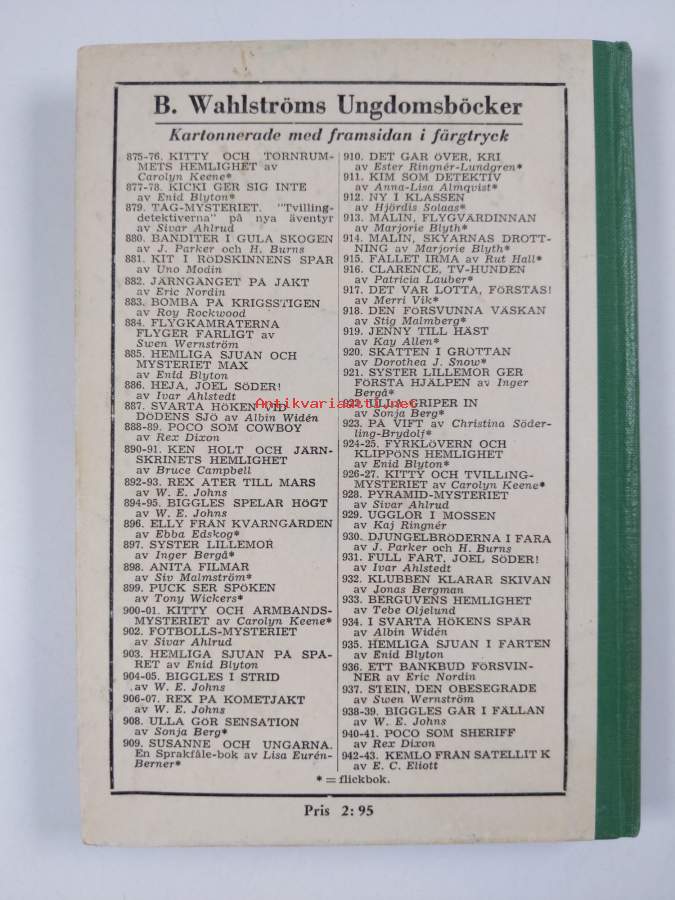 B. Wahlströms Ungdomsböcker
Kartonnerade med framsidan i färgtryck
875-76. KITTY OCH TORNRUM-
METS HEMLIGHET av
Carolyn Keene*
877-78. KICKI GER SIG INTE
av Enid Blyton*
879. TÅG-MYSTERIET. "Tvilling-
detektiverna" på nya äventyr
av Sivar Ahlrud
880. BANDITER I GULA SKOGEN
av J. Parker och H. Burns
881. KIT I RÖDSKINNENS SPÅR
av Uno Modin
882. JÄRNGÄNGET PÅ JAKT
av Eric Nordin
883. BOMBA PÅ KRIGSSTIGEN
av Roy Rockwood
884. FLYGKAMRATERNA
FLYGER FARLIGT av
Swen Wernström
885. HEMLIGA SJUAN OCH
MYSTERIET MAX
av Enid Blyton
886. HEJA, JOEL SÖDER!
av Ivar Ahlstedt
887. SVARTA HÖKEN VID
DÖDENS SJÖ av Albin Widén
888-89. POCO SOM COWBOY
av Rex Dixon
890-91. KEN HOLT OCH JÄRN-
SKRINETS HEMLIGHET
av Bruce Campbell
892-93. REX ÅTER TILL MARS
av W. E. Johns
894-95. BIGGLES SPELAR HÖGT
av W. E. Johns
896. ELLY FRÅN KVARNGÅRDEN
av Ebba Edskog*
897. SYSTER LILLEMOR
av Inger Bergå*
898. ANITA FILMAR
av Siv Malmström*
899. PUCK SER SPÖKEN
av Tony Wickers*
900-01. KITTY OCH ARMBANDS-
MYSTERIET av Carolyn Keene*
902. FOTBOLLS-MYSTERIET
av Sivar Ahlrud
903. HEMLIGA SJUAN PÅ SPÅ-
RET av Enid Blyton
904-05. BIGGLES I STRID
av W. E. Johns
906-07. REX PÅ KOMETJAKT
av W. E. Johns
908. ULLA GÖR SENSATION
av Sonja Berg*
909. SUSANNE OCH UNGARNA.
En Språkfåle-bok av Lisa Eurén-
Berner*
910. DET GÅR ÖVER, KRI
av Ester Ringnér-Lundgren*
911. KIM SOM DETEKTIV
av Anna-Lisa Almqvist*
912. NY I KLASSEN
av Hjördis Solaas*
913. MALIN, FLYGVÄRDINNAN
av Marjorie Blyth*
914. MALIN, SKYARNAS DROTT-
NING av Marjorie Blyth*
915. FALLET IRMA av Rut Hall*
916. CLARENCE, TV-HUNDEN
av Patricia Lauber*
917. DET VAR LOTTA, FÖRSTÅS!
av Merri Vik*
918. DEN FÖRSVUNNA VÄSKAN
av Stig Malmberg*
919. JENNY TILL HÄST
av Kay Allen*
920. SKATTEN I GROTTAN
av Dorothea J. Snow*
921. SYSTER LILLEMOR GER
FÖRSTA HJÄLPEN av Inger
Bergå*
Antikvariaatti.net
922. ULLA GRIPER IN
av Sonja Berg*
923. PÅ VIFT av Christina Söder-
ling-Brydolf*
924-25. FYRKLÖVERN OCH
KLIPPÖNS HEMLIGHET
av Enid Blyton*
926-27. KITTY OCH TVILLING-
MYSTERIET av Carolyn Keene*
928. PYRAMID-MYSTERIET
av Sivar Ahlrud
929. UGGLOR I MOSSEN
av Kaj Ringnér
930. DJUNGELBRÖDERNA I FARA
av J. Parker och H. Burns
931. FULL FART, JOEL SÖDER!
av Ivar Ahlstedt
932. KLUBBEN KLARAR SKIVAN
av Jonas Bergman
933. BERGUVENS HEMLIGHET
av Tebe Oljelund
934. I SVARTA HÖKENS SPÅR
av Albin Widén
935. HEMLIGA SJUAN I FARTEN
av Enid Blyton
936. ETT BANKBUD FÖRSVIN-
NER av Eric Nordin
937. STEIN, DEN OBESEGRADE
av Swen Wernström
938-39. BIGGLES GÅR I FÄLLAN
av W. E. Johns
940-41. POCO SOM SHERIFF
av Rex Dixon
942-43. KEMLO FRÅN SATELLIT K
av E. C. Eliott
* = flickbok.
Pris 2:95